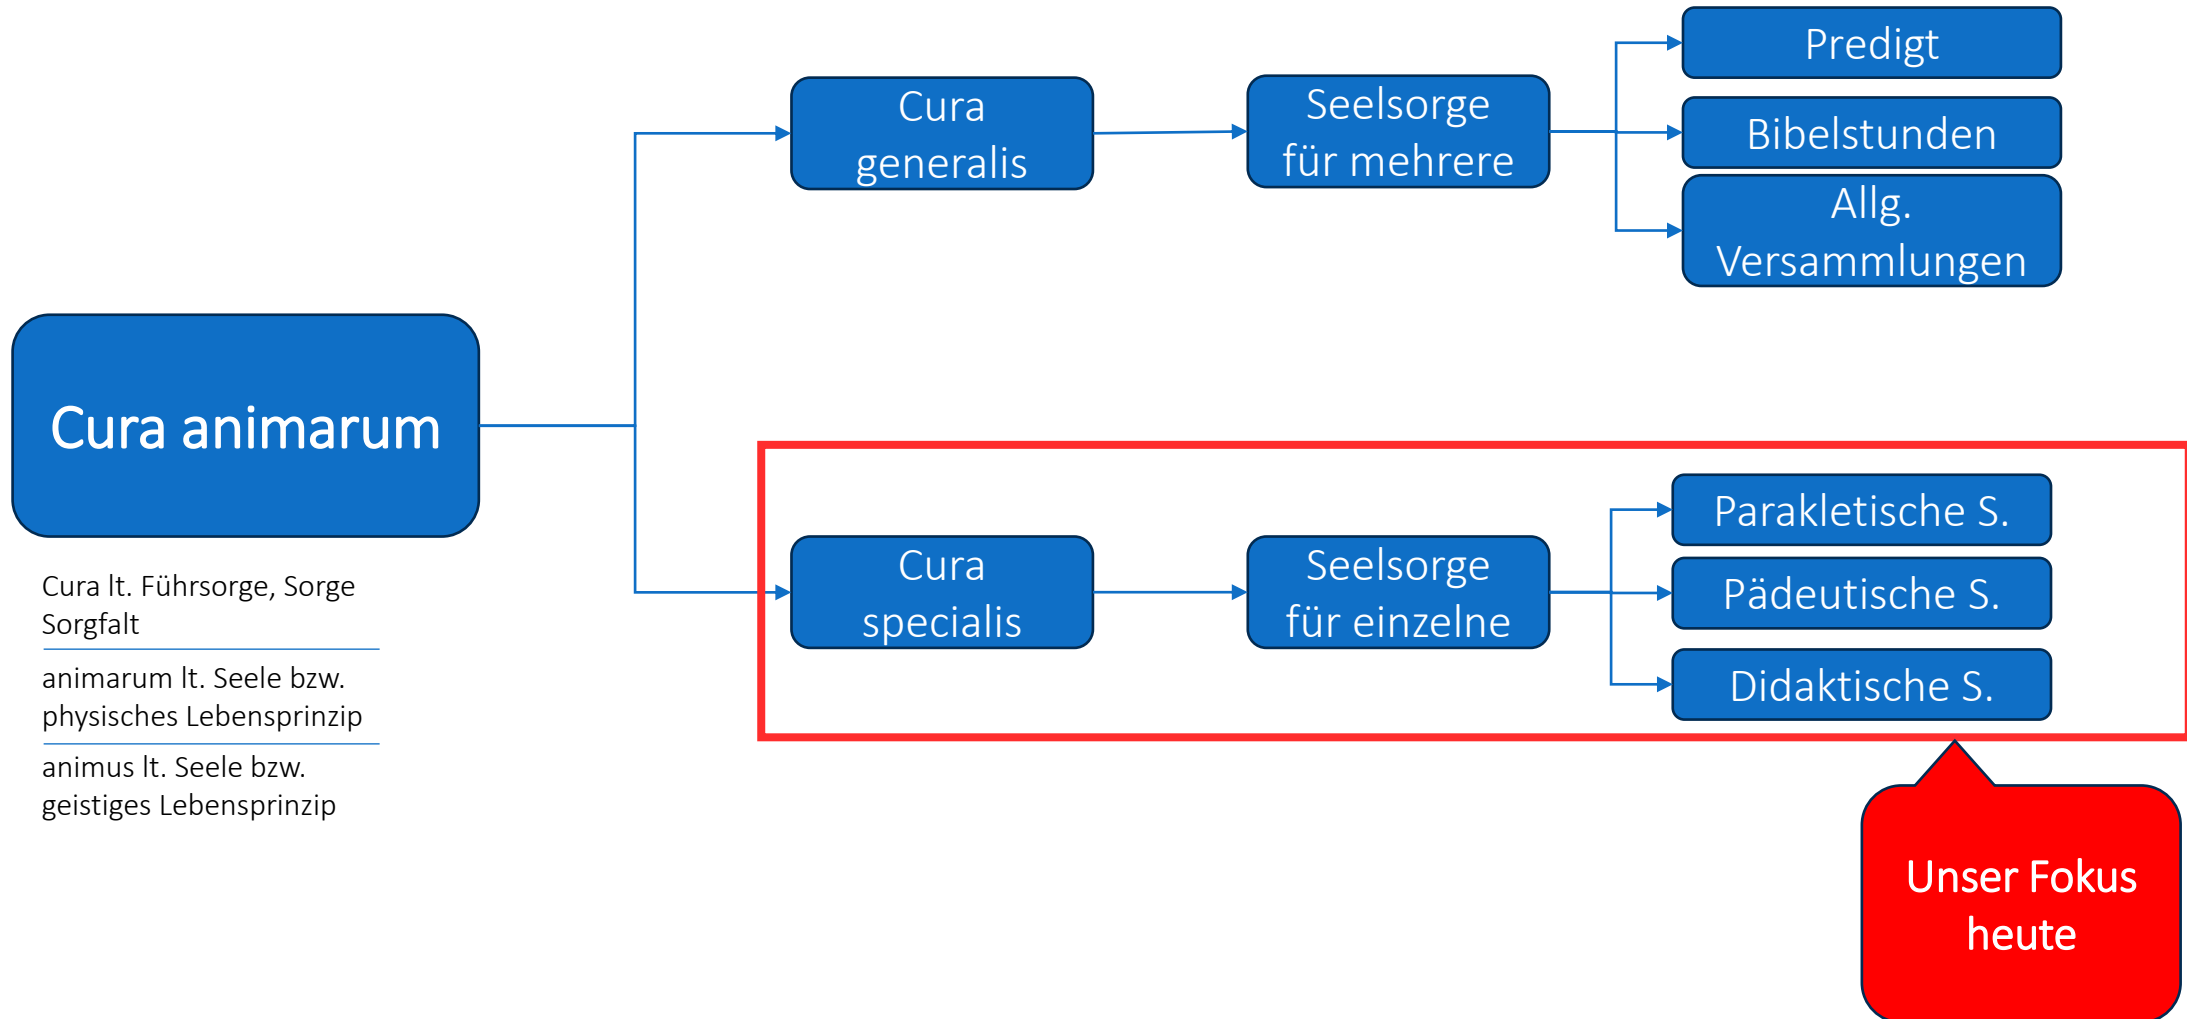 Cura animarum
Cura lt. Führsorge, Sorge
Sorgfalt
animarum lt. Seele bzw.
physisches Lebensprinzip
animus lt. Seele bzw.
geistiges Lebensprinzip
Cura
generalis
Seelsorge
für mehrere
Predigt
Bibelstunden
Allg.
Versammlungen
Cura
specialis
Seelsorge
für einzelne
Parakletische S.
Pädeutische S.
Didaktische S.
Unser Fokus
heute